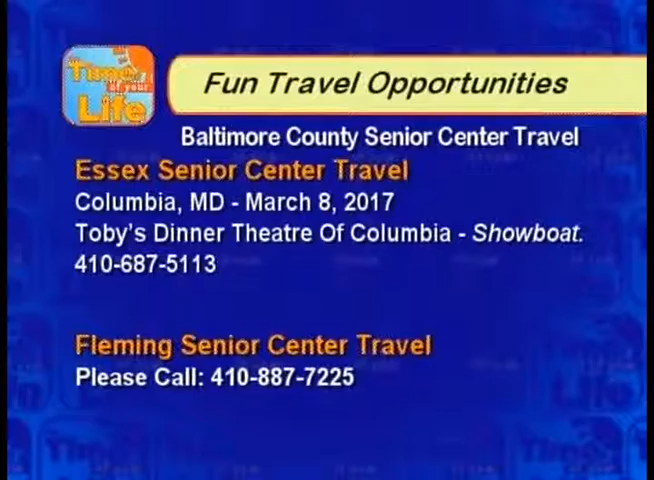 Time
of your
Life
Fun Travel Opportunities
Baltimore County Senior Center Travel
Essex Senior Center Travel
Columbia, MD - March 8, 2017
Toby's Dinner Theatre Of Columbia - Showboat.
410-687-5113
Fleming Senior Center Travel
Please Call: 410-887-7225